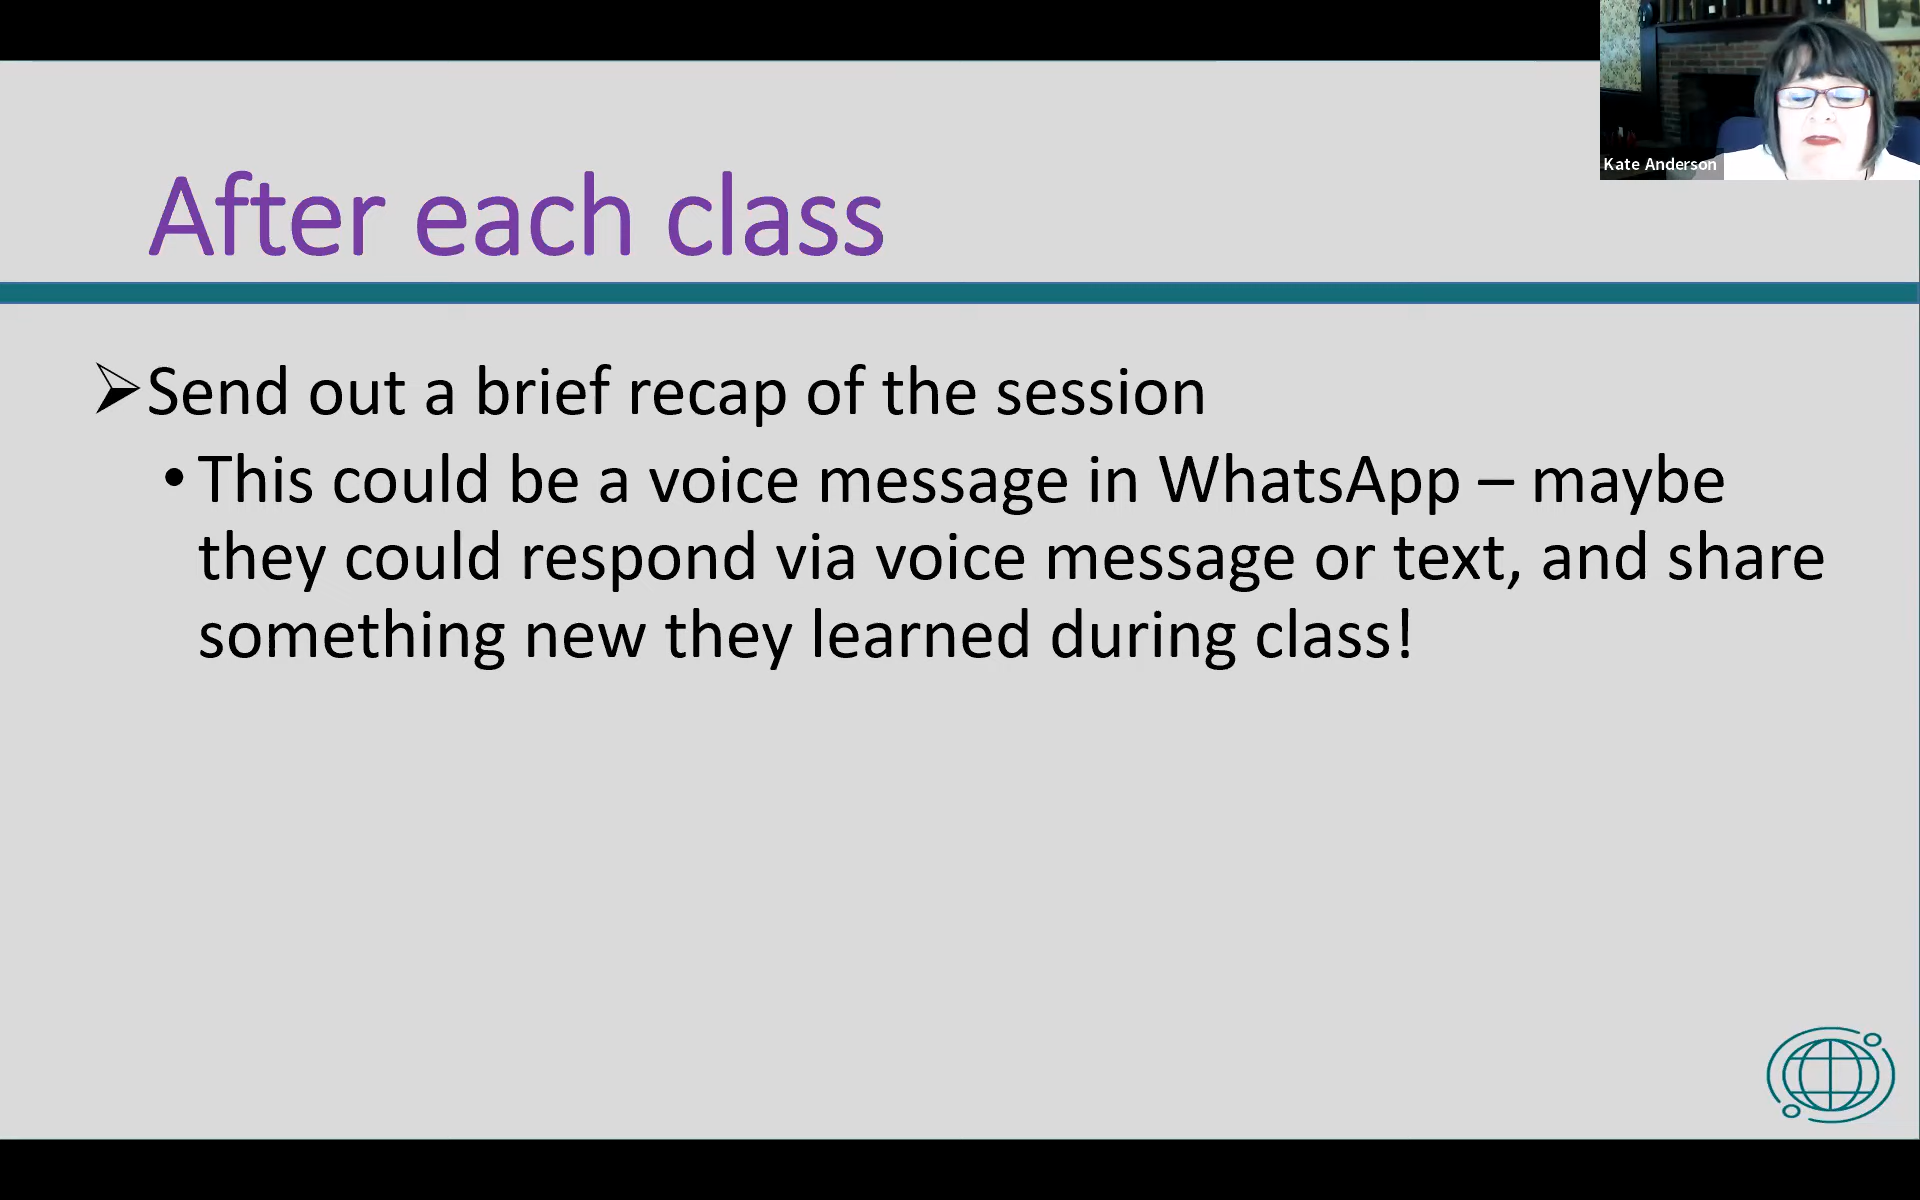 After each class
Send out a brief recap of the session
• This could be a voice message in WhatsApp – maybe
they could respond via voice message or text, and share
something new they learned during class!
Kate Anderson